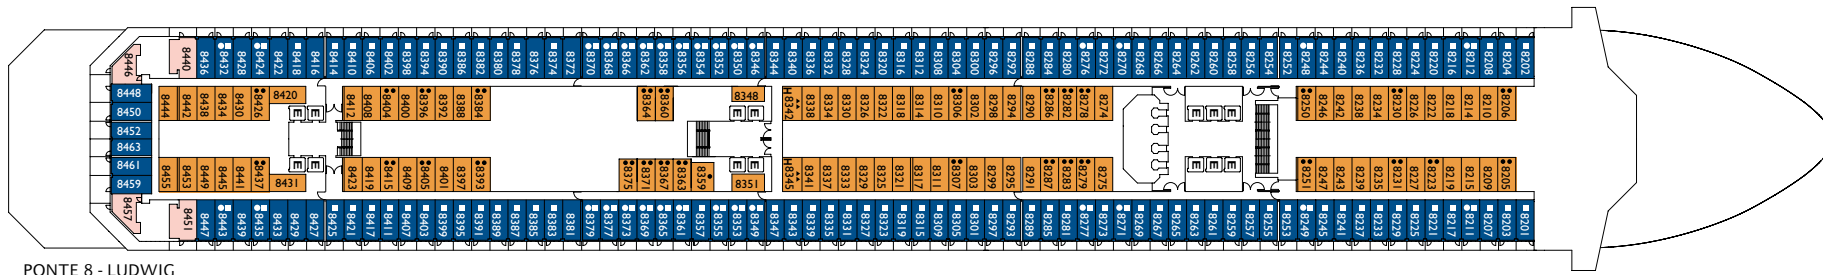 8446 8440 8436 8432 8428 8424 8422 8418 8416 8414 8410 8406 8402 8398 8394 8390 8386 8382 8380 8378 8376 8374 8372 8370 8368 8366 8362 8358 8356 8354 8352 8350 8346 8344 8340 8336 8332 8328 8324 8320 8316 8312 8308 8304 8300 8296 8292 8288 8284 8280 8276 8272 8270 8268 8266 8264 8262 8260 8258 8256 8254 8252 8248 8244 8240 8236 8232 8228 8224 8220 8216 8212 8208 8204 8202
8448 8444 8442 8438 8434 8430 8426 8420 8412 8408 8404 8400 8396 8392 8388 8384 8364 8360 8348 H8342 8338 8334 8330 8326 8322 8318 8314 8310 8306 8302 8298 8294 8290 8286 8282 8278 8274 8250 8246 8242 8238 8234 8230 8226 8222 8218 8214 8210 8206
8450 E E E E E E E
8452
8463
8461 E E E E E E E
8459 8455 8453 8449 8445 8441 8437 8431 8423 8419 8415 8409 8405 8401 8397 8393 8375 8371 8367 8363 8359 8351 H8345 8341 8337 8333 8329 8325 8321 8317 8311 8307 8303 8299 8295 8291 8287 8283 8279 8275 8251 8247 8243 8239 8235 8231 8227 8223 8219 8215 8209 8205
8457 8451 8447 8443 8439 8435 8433 8429 8427 8425 8421 8417 8411 8407 8403 8399 8395 8391 8389 8387 8385 8383 8381 8379 8377 8373 8369 8365 8361 8357 8355 8353 8349 8347 8343 8339 8335 8331 8327 8323 8319 8315 8309 8305 8301 8297 8293 8289 8285 8281 8277 8273 8271 8269 8267 8265 8263 8261 8259 8257 8255 8253 8249 8245 8241 8237 8233 8229 8225 8221 8217 8211 8207 8203 8201
PONTE 8 - LUDWIG